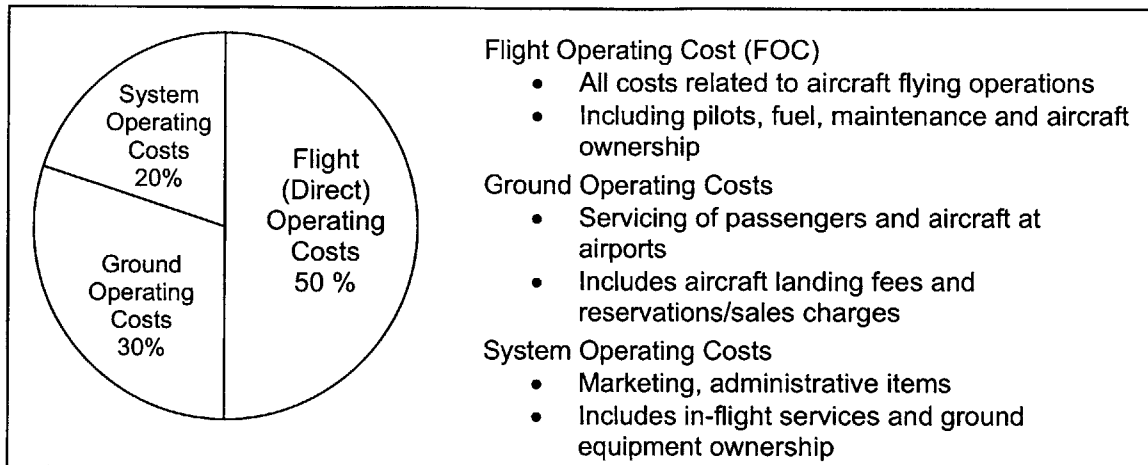 System
Operating
Costs
20%
Flight
(Direct)
Operating
Costs
50 %
Ground
Operating
Costs
30%
Flight Operating Cost (FOC)
• All costs related to aircraft flying operations
• Including pilots, fuel, maintenance and aircraft
ownership
Ground Operating Costs
• Servicing of passengers and aircraft at
airports
• Includes aircraft landing fees and
reservations/sales charges
System Operating Costs
• Marketing, administrative items
• Includes in-flight services and ground
equipment ownership